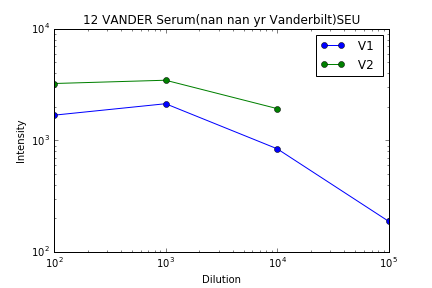 12 VANDER Serum(nan nan yr Vanderbilt)SEU
10^4
V1
V2
10^3
Intensity
10^2
10^2 10^3 10^4 10^5
Dilution